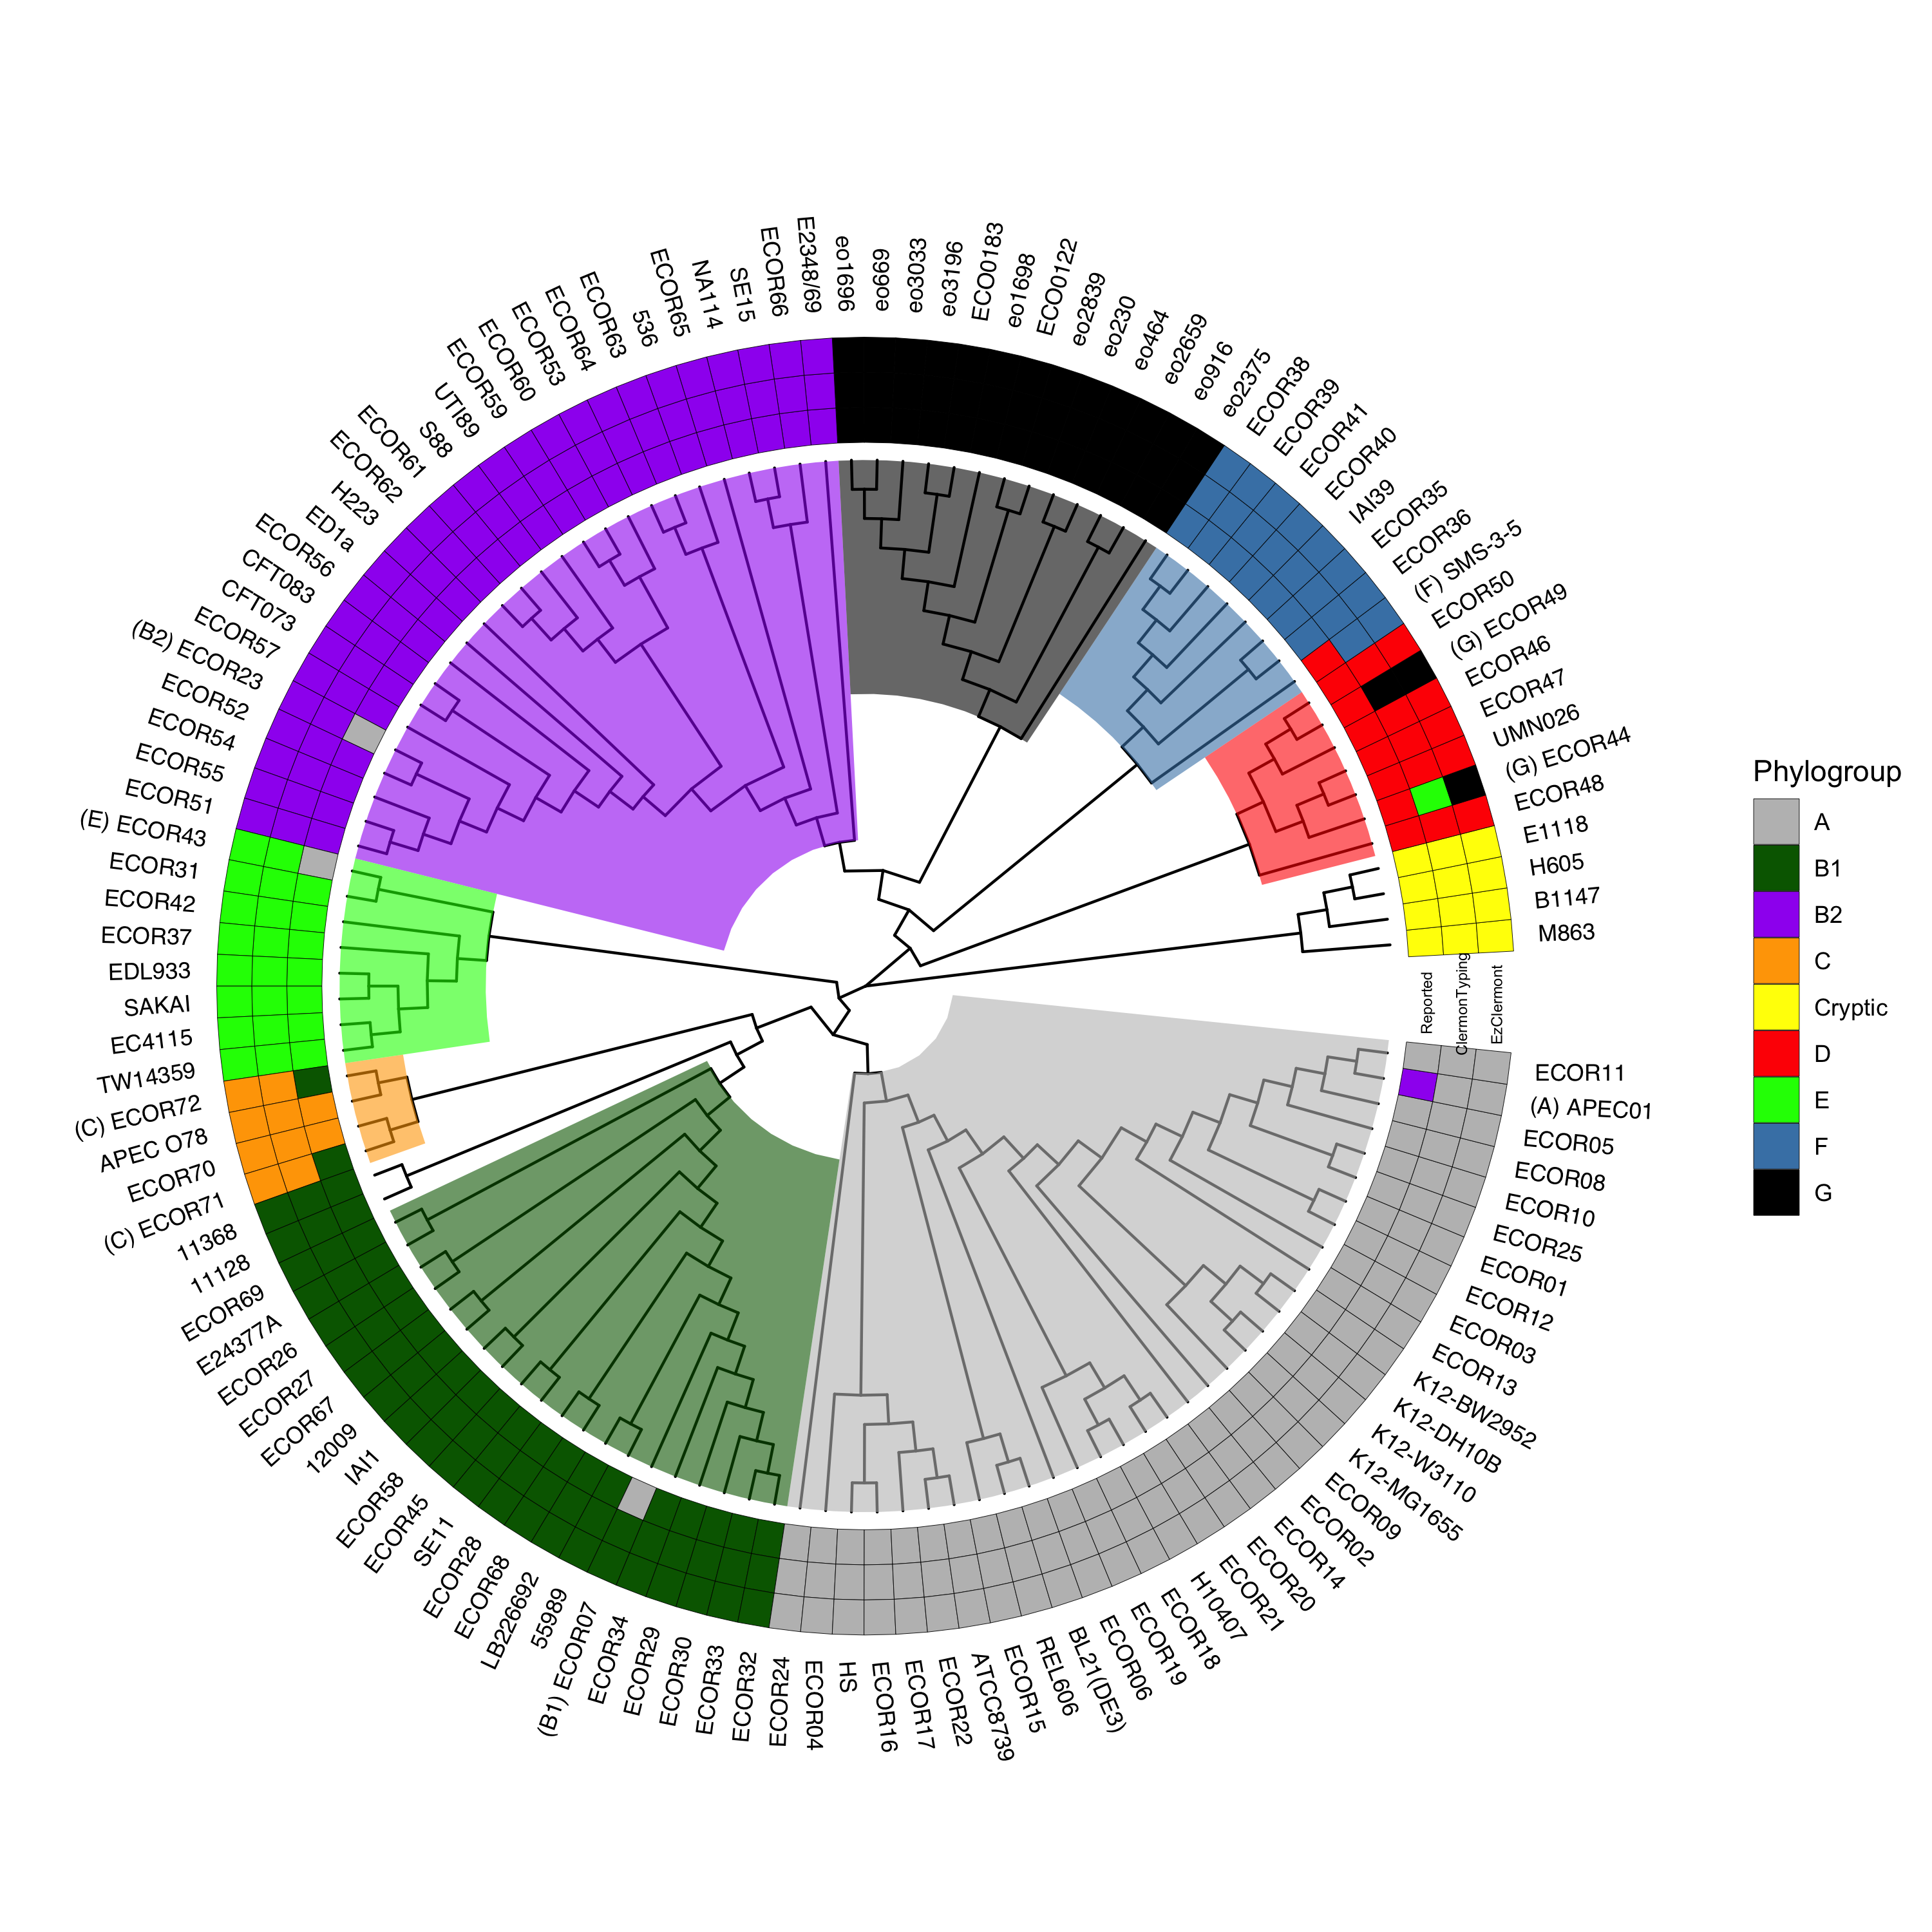 E2348/69
eo1696
eo699
eo3033
eo3196
ECO0183
eo1698
ECO0122
eo2839
eo230
eo464
eo2659
eo916
eo2375
ECOR38
ECOR39
ECOR41
ECOR40
IAI39
ECOR35
ECOR36
(F) SMS-3-5
ECOR50
(G) ECOR49
ECOR46
ECOR47
UMN026
(G) ECOR44
ECOR48
E1118
H605
B1147
M863
Reported
ClermonTyping
EzClermont
ECOR11
(A) APEC01
ECOR05
ECOR08
ECOR10
ECOR25
ECOR01
ECOR12
ECOR03
ECOR13
K12-BW2952
K12-DH10B
K12-W3110
K12-MG1655
ECOR09
ECOR02
ECOR14
ECOR20
ECOR21
H10407
ECOR18
ECOR19
ECOR06
BL21(DE3)
REL606
ECOR15
ATCC8739
ECOR22
ECOR17
ECOR16
HS
ECOR04
ECOR24
ECOR32
ECOR33
ECOR30
ECOR29
ECOR34
(B1) ECOR07
55989
LB226692
ECOR68
ECOR28
SE11
ECOR45
ECOR58
IAI1
12009
ECOR67
ECOR27
ECOR26
E24377A
ECOR69
11128
11368
(C) ECOR71
ECOR70
APEC O78
(C) ECOR72
TW14359
EC4115
SAKAI
EDL933
ECOR37
ECOR42
ECOR31
(E) ECOR43
ECOR51
ECOR55
ECOR54
ECOR52
(B2) ECOR23
ECOR57
CFT073
CFT083
ECOR56
ED1a
H223
ECOR62
ECOR61
S88
UTI89
ECOR59
ECOR60
ECOR53
ECOR64
ECOR63
536
ECOR65
NA114
SE15
ECOR66
Phylogroup
A
B1
B2
C
Cryptic
D
E
F
G